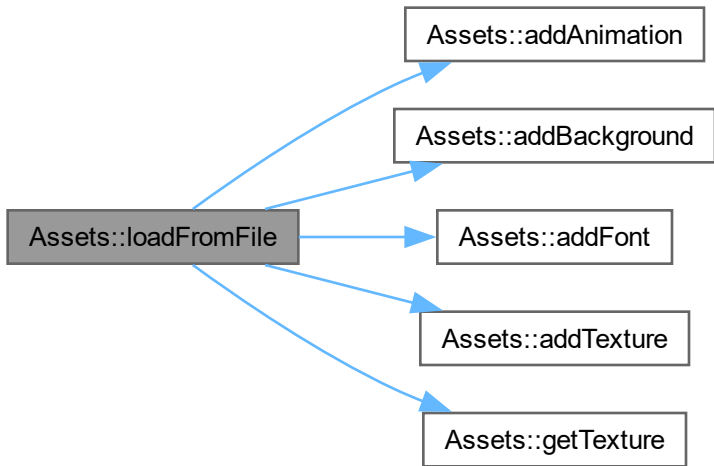 Assets::addAnimation
Assets::addBackground
Assets::loadFromFile
Assets::addFont
Assets::addTexture
Assets::getTexture